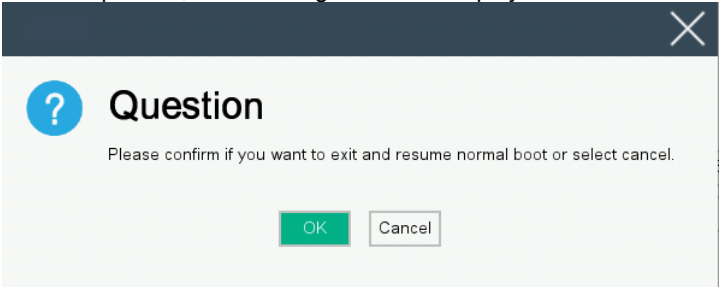 ?
Question
Please confirm if you want to exit and resume normal boot or select cancel.
OK
Cancel